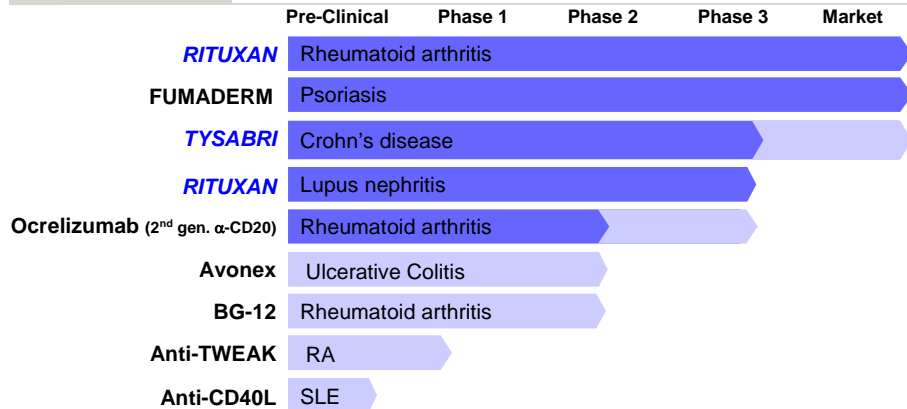 Pre-Clinical Phase 1 Phase 2 Phase 3 Market
RITUXAN Rheumatoid arthritis
FUMADERM Psoriasis
TYSABRI Crohn’s disease
RITUXAN Lupus nephritis
Ocrelizumab (2nd gen. α-CD20) Rheumatoid arthritis
Avonex Ulcerative Colitis
BG-12 Rheumatoid arthritis
Anti-TWEAK RA
Anti-CD40L SLE